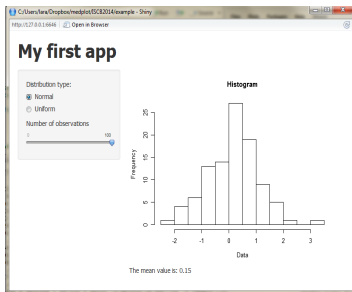 C:/Users/lara/Dropbox/medplot/ISCB2014/example - Shiny
http://127.0.0.1:6646
Open in Browser
My first app
Distribution type:
Normal
Uniform
Number of observations
0
100
Histogram
Frequency
25
20
15
10
5
0
-2 -1 0 1 2 3
Data
The mean value is: 0.15